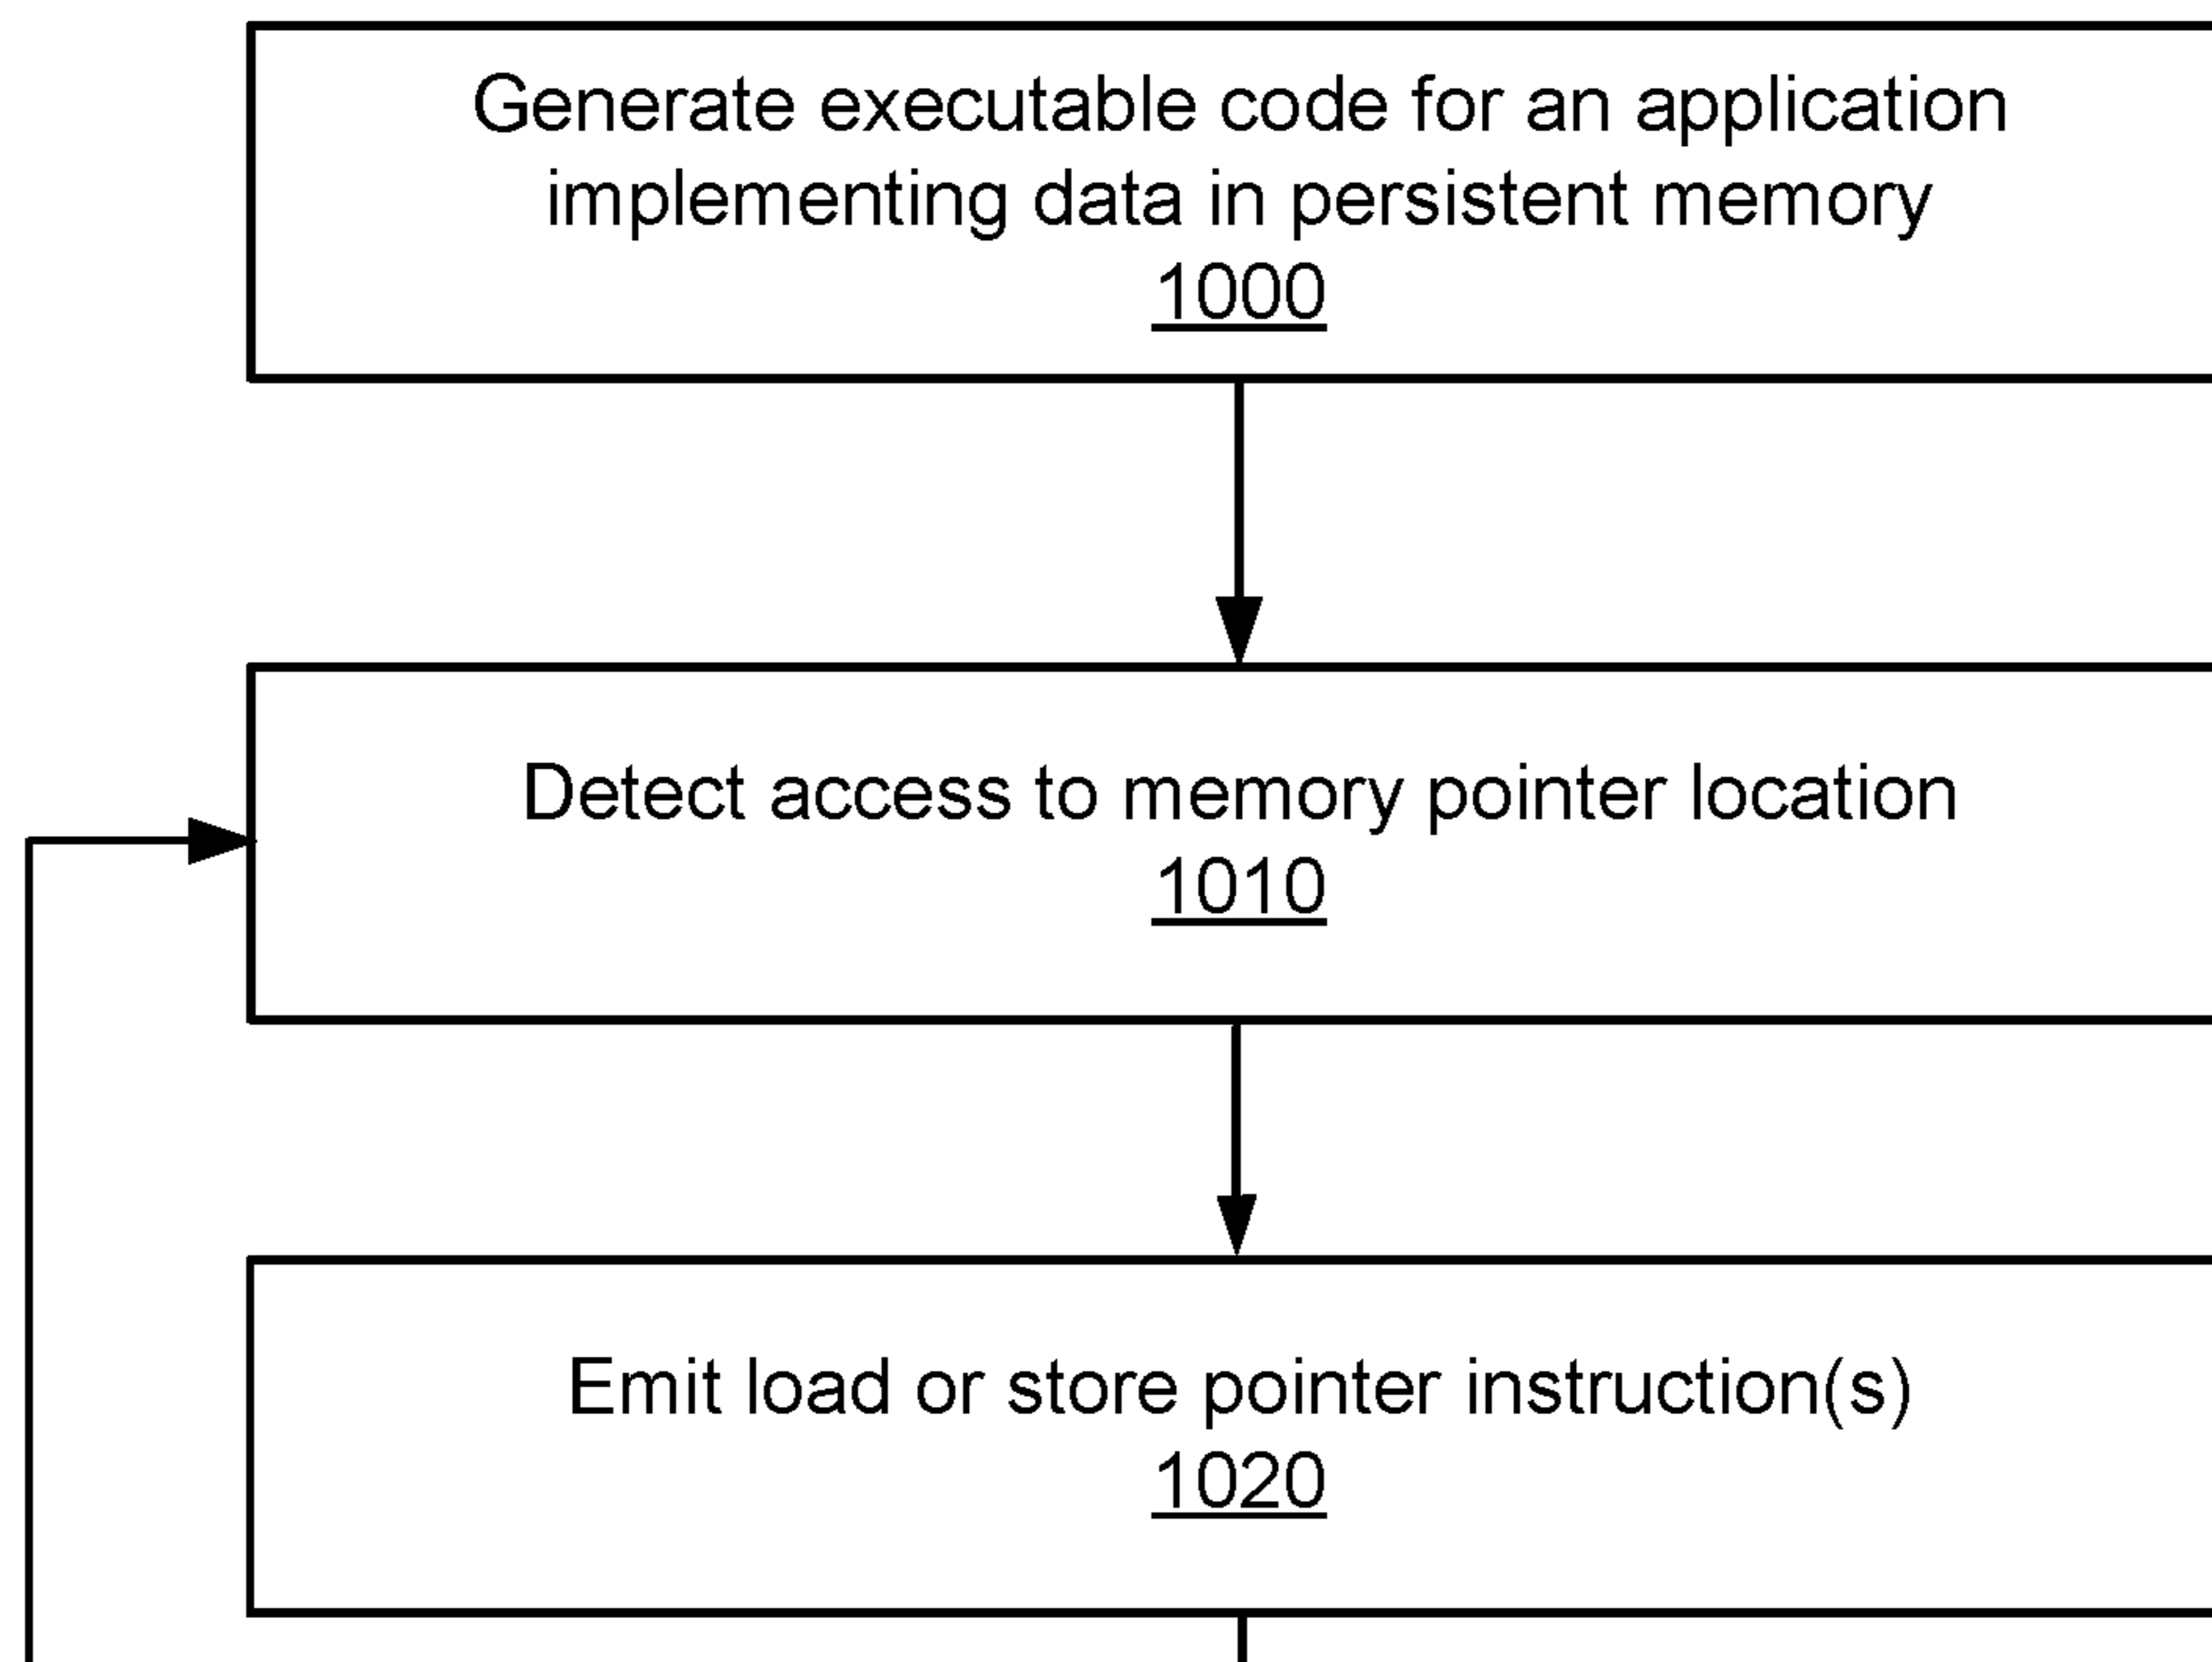 Generate executable code for an application
implementing data in persistent memory
1000
Detect access to memory pointer location
1010
Emit load or store pointer instruction(s)
1020